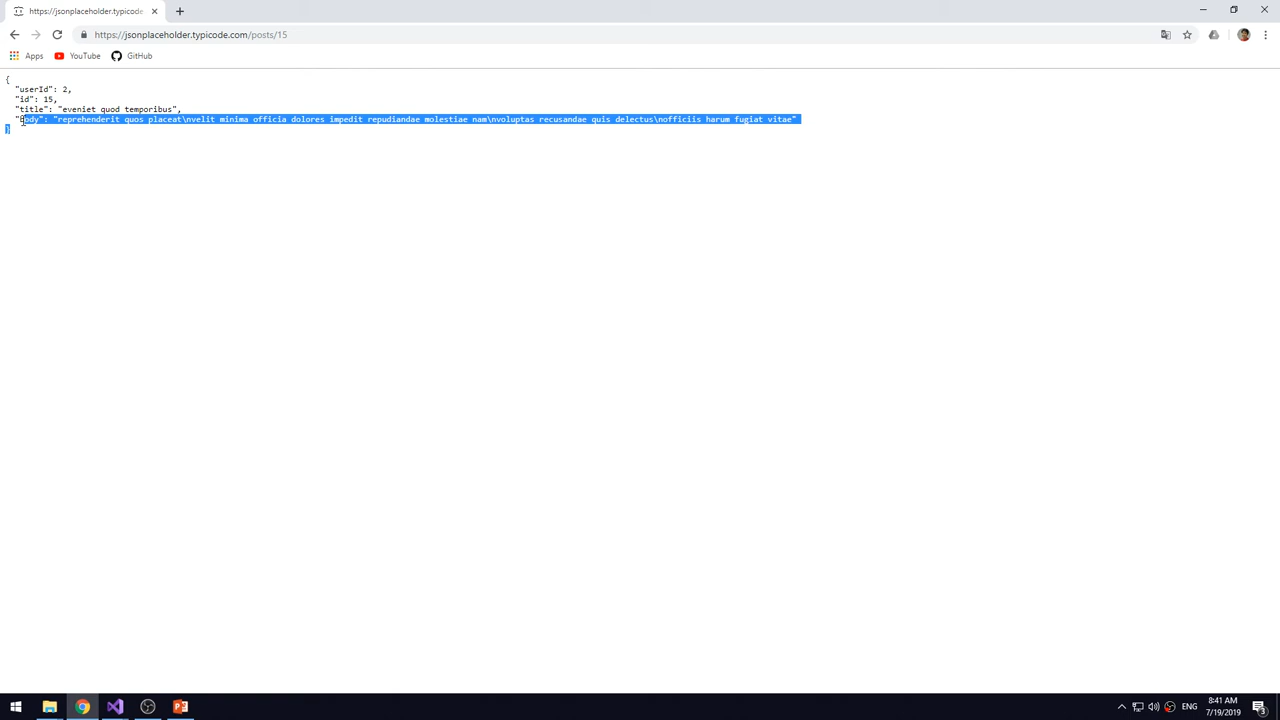 https://jsonplaceholder.typicode
https://jsonplaceholder.typicode.com/posts/15
Apps YouTube GitHub
{
"userId": 2,
"id": 15,
"title": "eveniet quod temporibus",
"body": "reprehenderit quos placeat\nvelit minima officia dolores impedit repudiandae molestiae nam\nvoluptas recusandae quis delectus\nofficiis harum fugiat vitae"
}
ENG
8:41 AM
7/19/2019
3